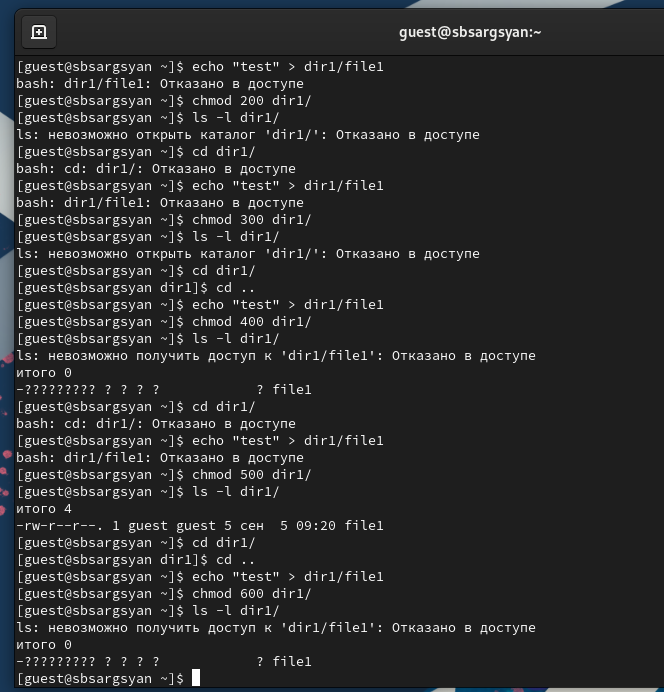 guest@sbsargsyan:~
[guest@sbsargsyan ~]$ echo "test" > dir1/file1
bash: dir1/file1: Отказано в доступе
[guest@sbsargsyan ~]$ chmod 200 dir1/
[guest@sbsargsyan ~]$ ls -l dir1/
ls: невозможно открыть каталог 'dir1/': Отказано в доступе
[guest@sbsargsyan ~]$ cd dir1/
bash: cd: dir1/: Отказано в доступе
[guest@sbsargsyan ~]$ echo "test" > dir1/file1
bash: dir1/file1: Отказано в доступе
[guest@sbsargsyan ~]$ chmod 300 dir1/
[guest@sbsargsyan ~]$ ls -l dir1/
ls: невозможно открыть каталог 'dir1/': Отказано в доступе
[guest@sbsargsyan ~]$ cd dir1/
[guest@sbsargsyan dir1]$ cd ..
[guest@sbsargsyan ~]$ echo "test" > dir1/file1
[guest@sbsargsyan ~]$ chmod 400 dir1/
[guest@sbsargsyan ~]$ ls -l dir1/
ls: невозможно получить доступ к 'dir1/file1': Отказано в доступе
итого 0
-????????? ? ? ? ?            ? file1
[guest@sbsargsyan ~]$ cd dir1/
bash: cd: dir1/: Отказано в доступе
[guest@sbsargsyan ~]$ echo "test" > dir1/file1
bash: dir1/file1: Отказано в доступе
[guest@sbsargsyan ~]$ chmod 500 dir1/
[guest@sbsargsyan ~]$ ls -l dir1/
итого 4
-rw-r--r--. 1 guest guest 5 сен  5 09:20 file1
[guest@sbsargsyan ~]$ cd dir1/
[guest@sbsargsyan dir1]$ cd ..
[guest@sbsargsyan ~]$ echo "test" > dir1/file1
[guest@sbsargsyan ~]$ chmod 600 dir1/
[guest@sbsargsyan ~]$ ls -l dir1/
ls: невозможно получить доступ к 'dir1/file1': Отказано в доступе
итого 0
-????????? ? ? ? ?            ? file1
[guest@sbsargsyan ~]$